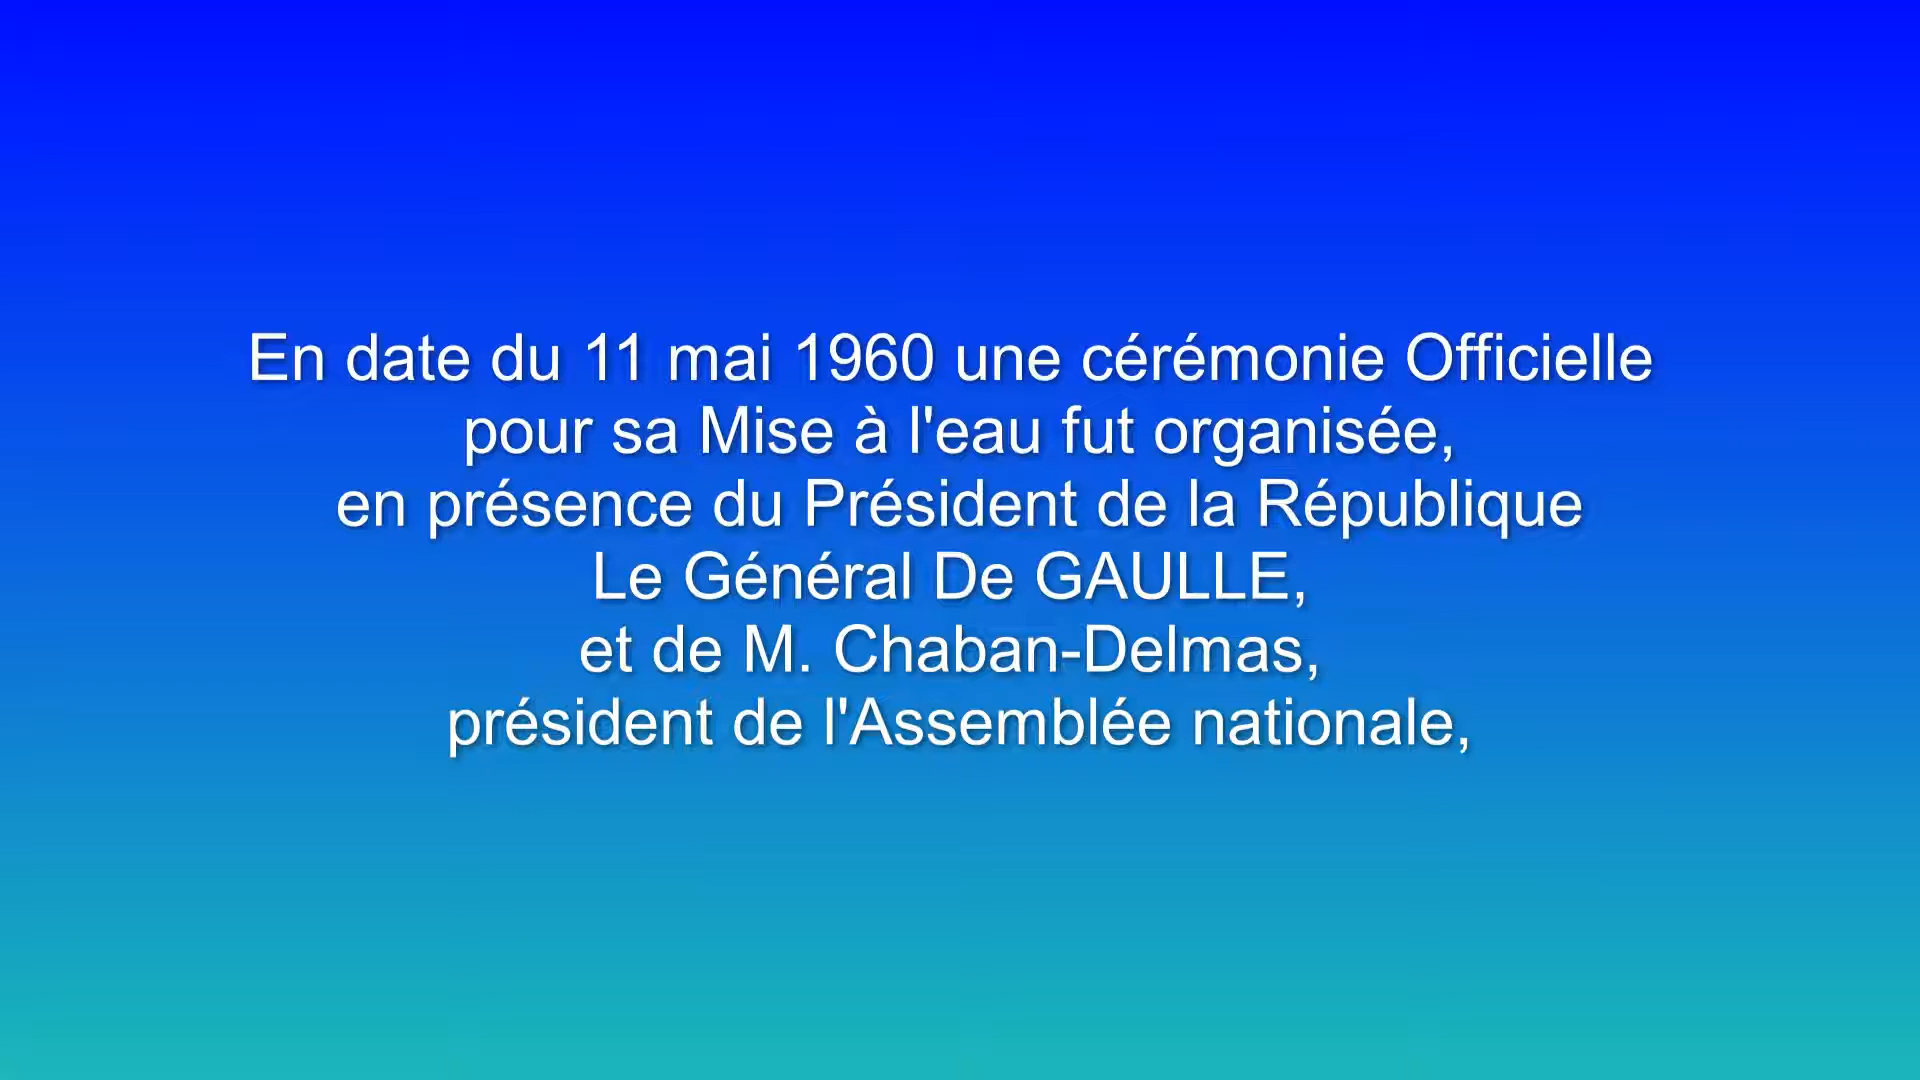 En date du 11 mai 1960 une cérémonie Officielle
pour sa Mise à l'eau fut organisée,
en présence du Président de la République
Le Général De GAULLE,
et de M. Chaban-Delmas,
président de l'Assemblée nationale,